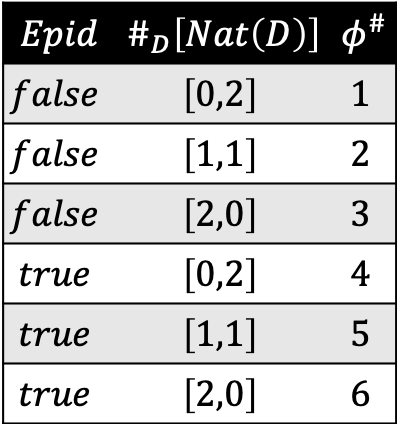 Epid #D[Nat(D)] ϕ#
false [0,2] 1
false [1,1] 2
false [2,0] 3
true [0,2] 4
true [1,1] 5
true [2,0] 6